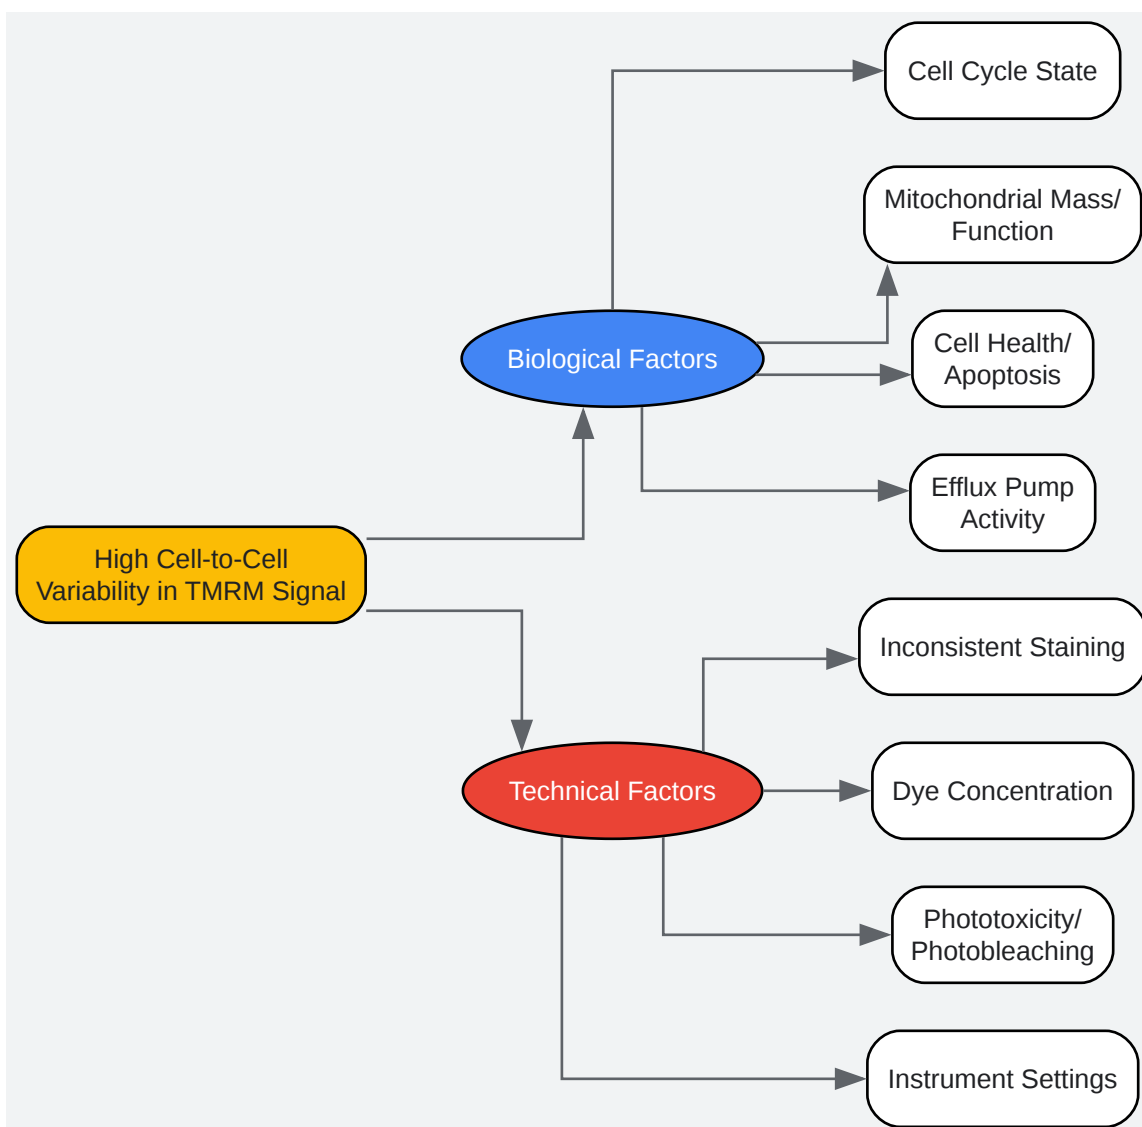 Cell Cycle State
Mitochondrial Mass/
Function
Biological Factors
Cell Health/
Apoptosis
Efflux Pump
Activity
High Cell-to-Cell
Variability in TMRM Signal
Inconsistent Staining
Technical Factors
Dye Concentration
Phototoxicity/
Photobleaching
Instrument Settings